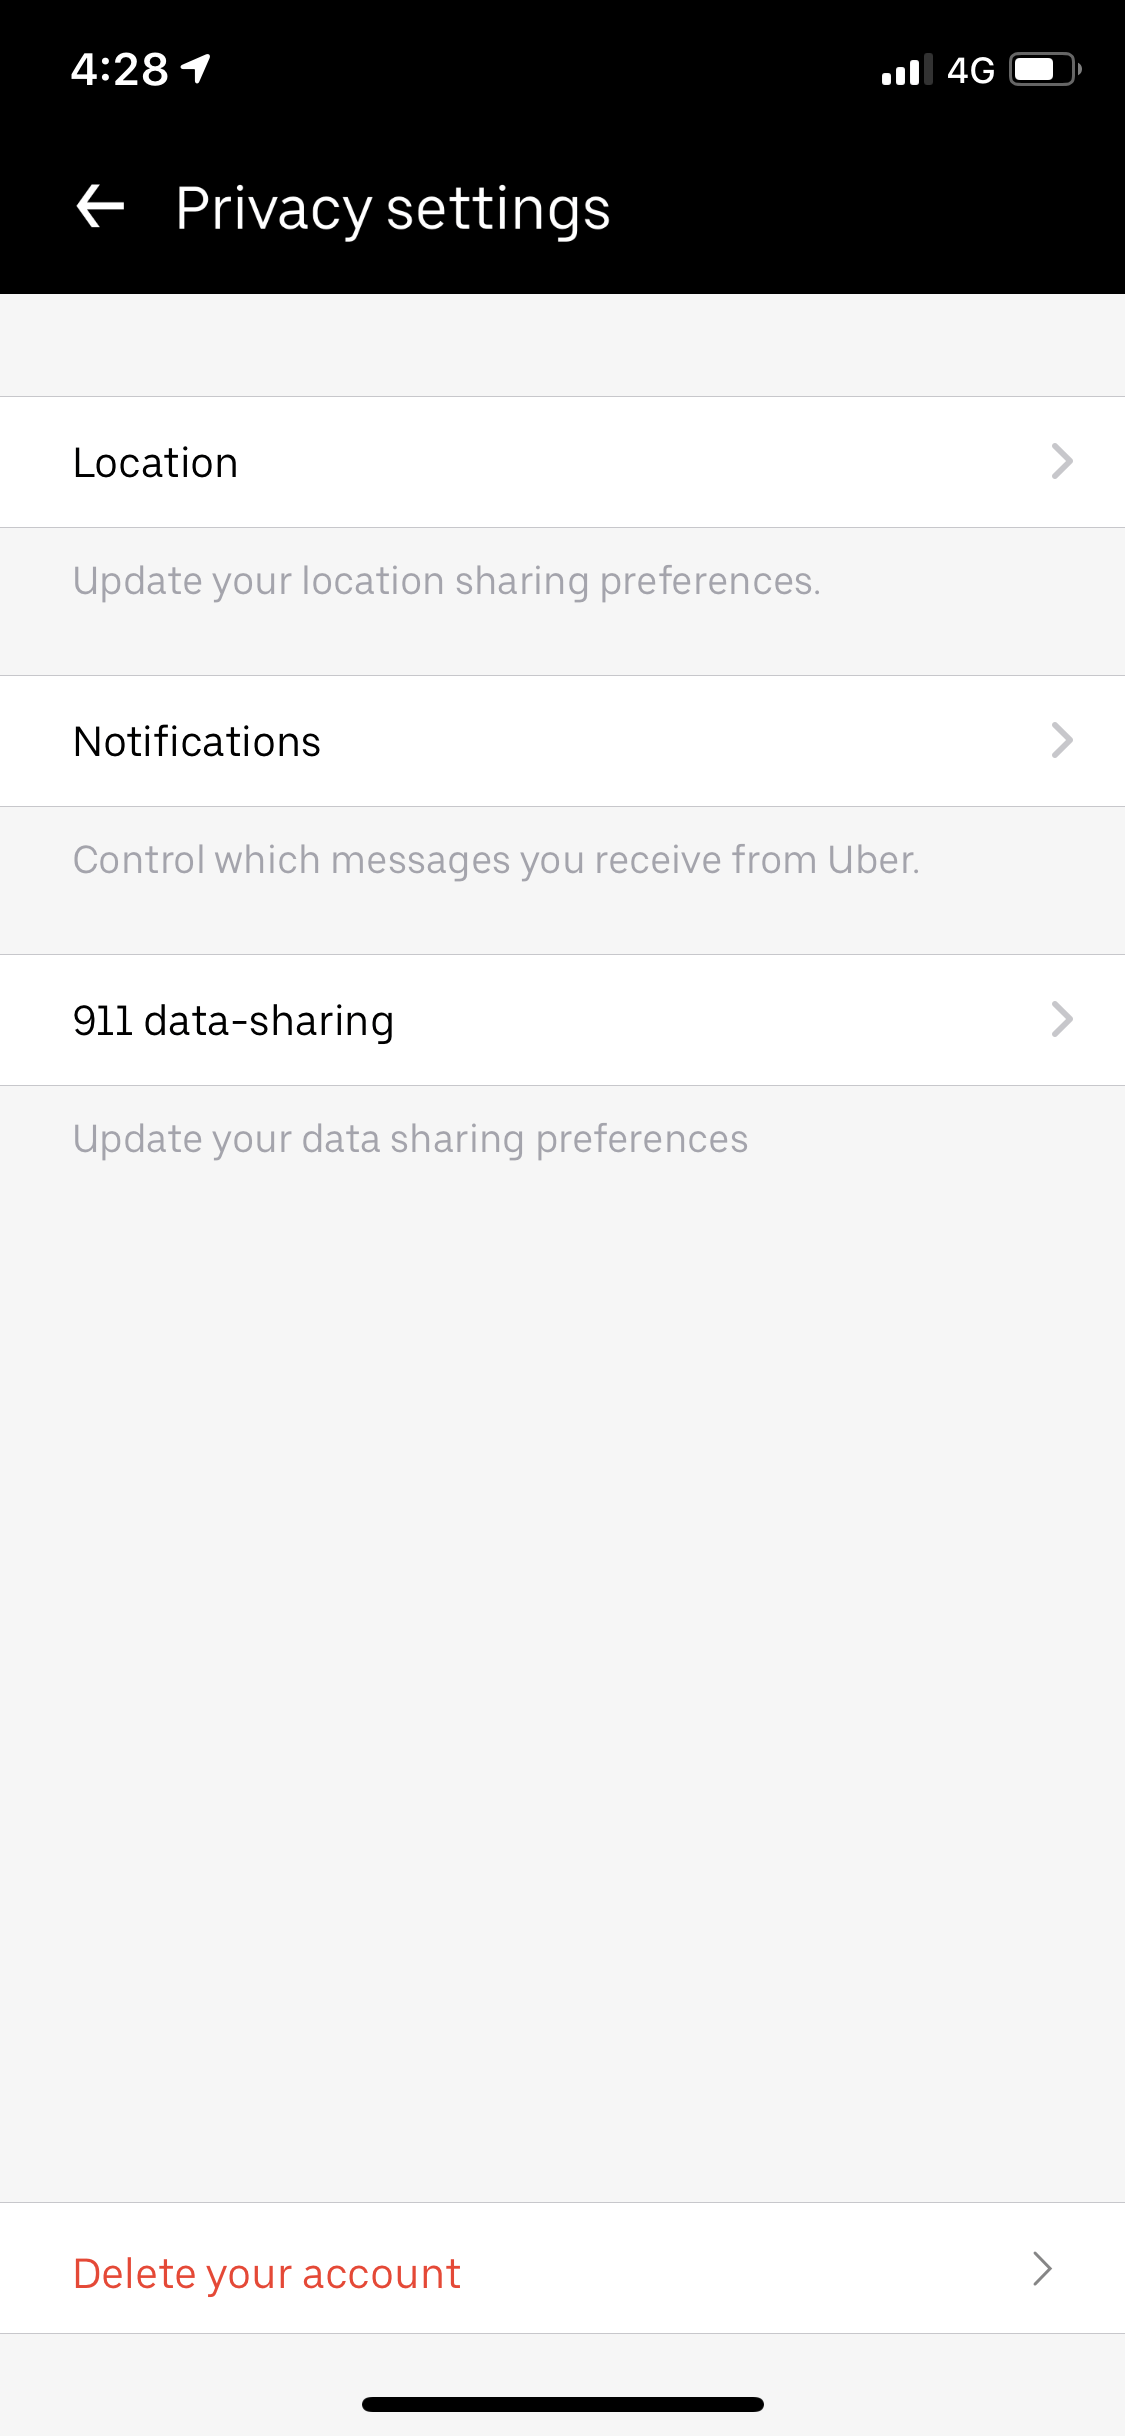 4:28
4G
Privacy settings
Location
Update your location sharing preferences.
Notifications
Control which messages you receive from Uber.
911 data-sharing
Update your data sharing preferences
Delete your account